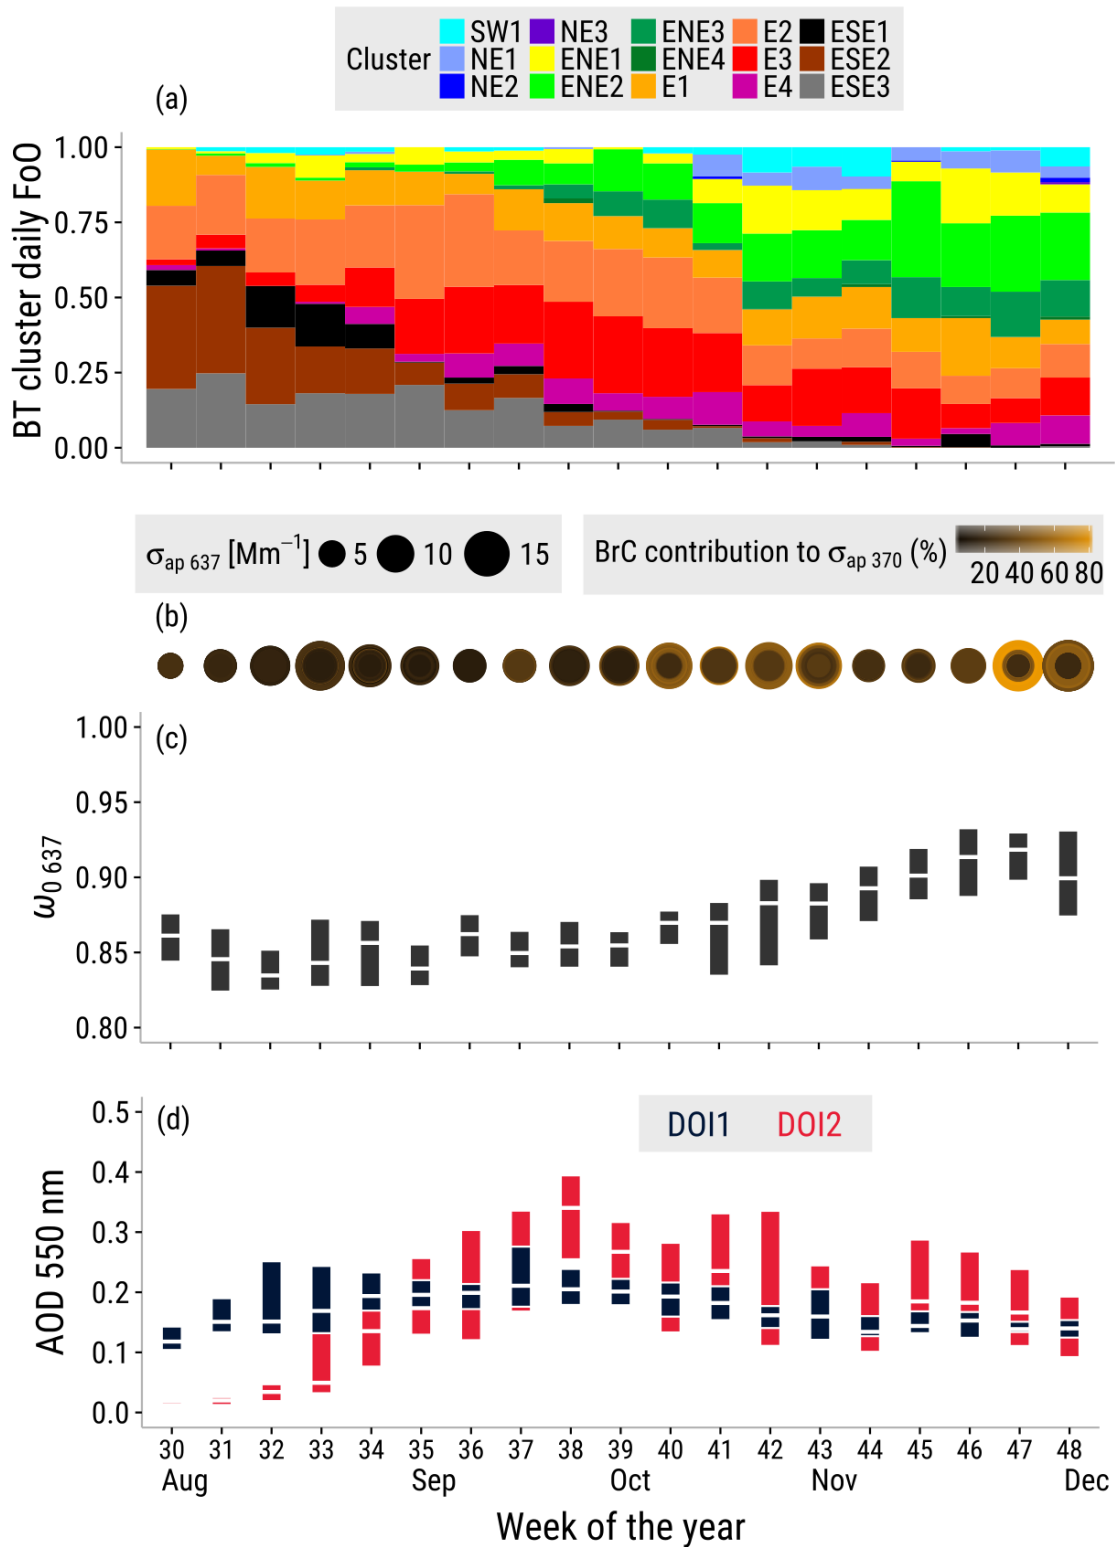 Cluster SW1 NE3 ENE3 E2 ESE1
NE1 ENE1 ENE4 E3 ESE2
NE2 ENE2 E1 E4 ESE3
(a)
BT cluster daily FoO
1.00
0.75
0.50
0.25
0.00
σap 637 [Mm−1] 5 10 15
BrC contribution to σap 370 (%)
20 40 60 80
(b)
(c)
ω0 637
1.00
0.95
0.90
0.85
0.80
(d)
DOI1 DOI2
AOD 550 nm
0.5
0.4
0.3
0.2
0.1
0.0
30 31 32 33 34 35 36 37 38 39 40 41 42 43 44 45 46 47 48
Aug Sep Oct Nov Dec
Week of the year